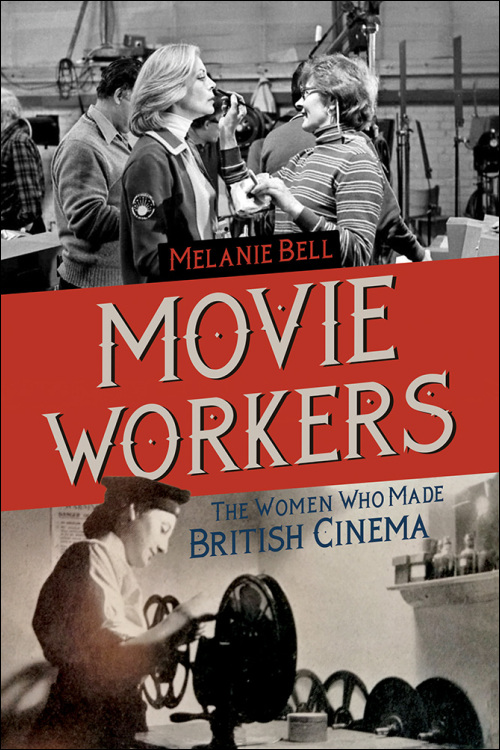 MELANIE BELL
MOVIE
WORKERS
THE WOMEN WHO MADE
BRITISH CINEMA